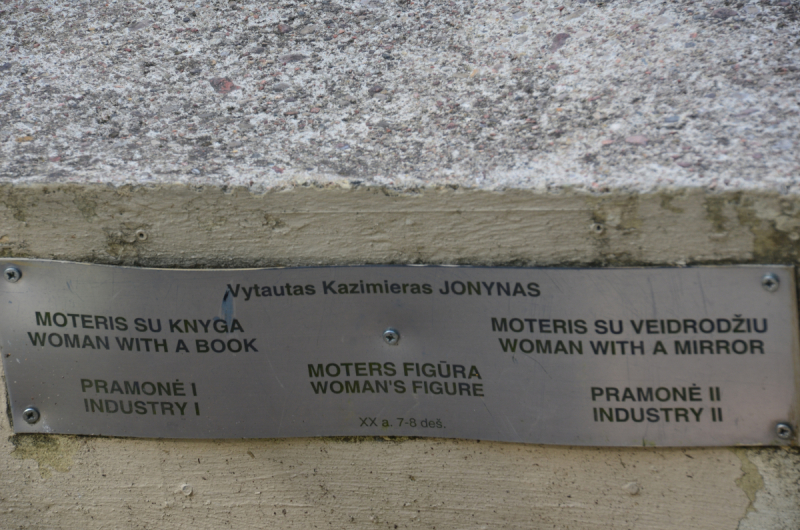 Vytautas Kazimieras JONYNAS
MOTERIS SU KNYGA
WOMAN WITH A BOOK
PRAMONĖ I
INDUSTRY I
MOTERS FIGŪRA
WOMAN'S FIGURE
XX a. 7-8 deš.
MOTERIS SU VEIDRODŽIU
WOMAN WITH A MIRROR
PRAMONĖ II
INDUSTRY II